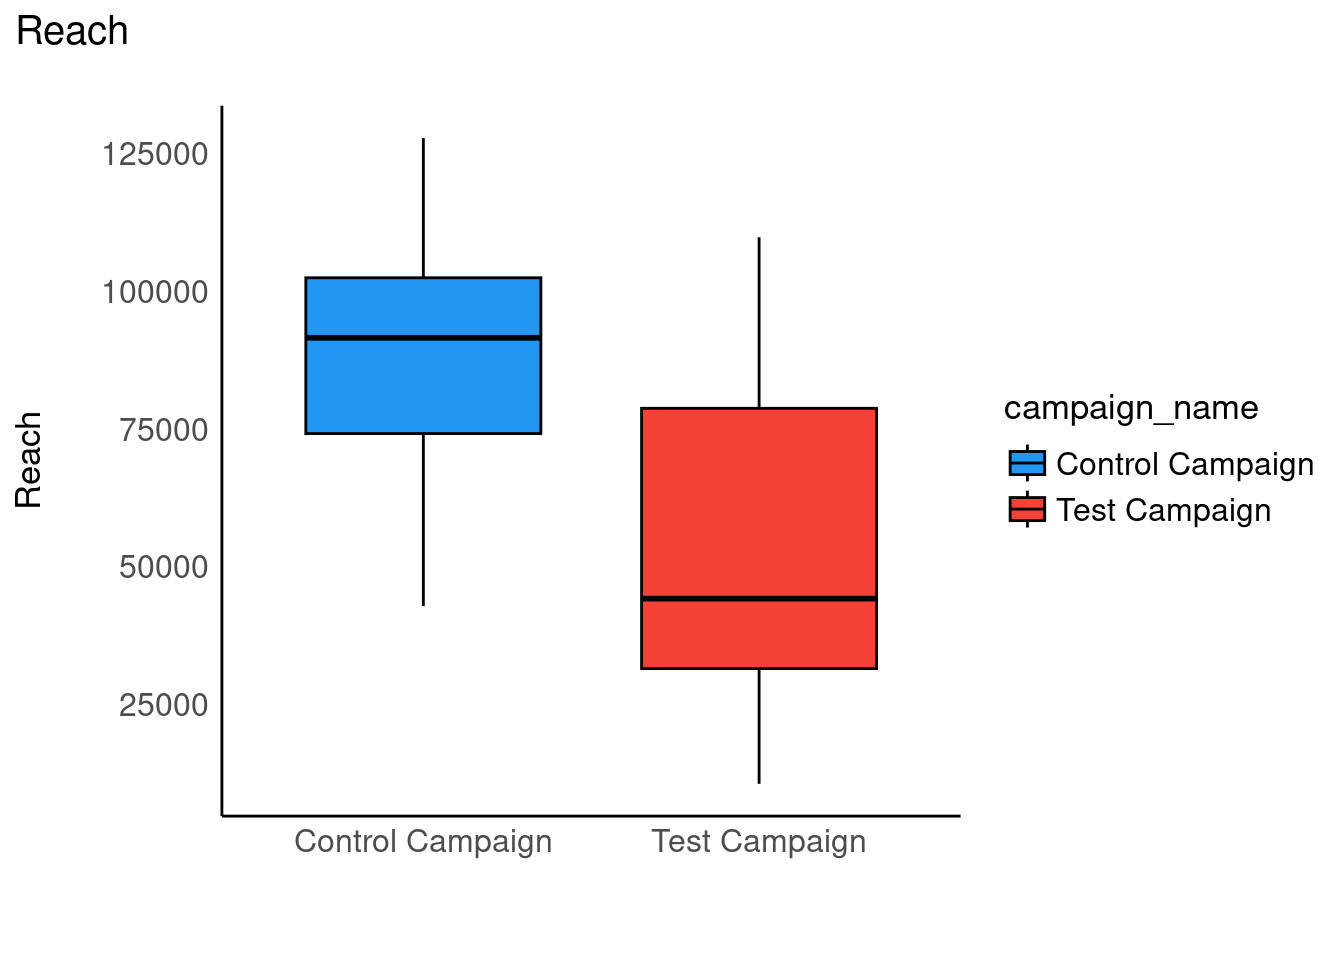 Reach
Reach
125000
100000
75000
50000
25000
Control Campaign
Test Campaign
campaign_name
Control Campaign
Test Campaign